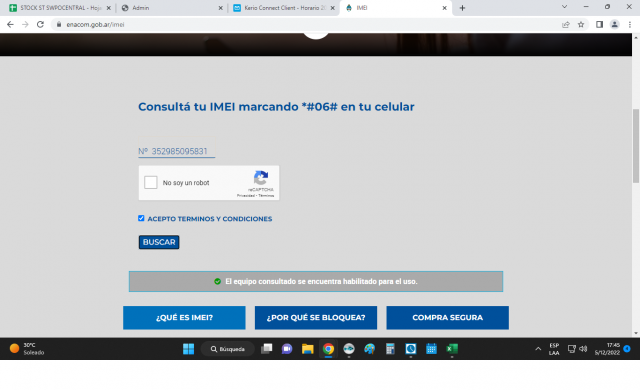 STOCK ST SWPOCENTRAL - Hoja
Admin
Kerio Connect Client - Horario 2
IMEI
enacom.gob.ar/imei
Consultá tu IMEI marcando *#06# en tu celular
Nº 352985095831
No soy un robot
reCAPTCHA
Privacidad - Términos
ACEPTO TERMINOS Y CONDICIONES
BUSCAR
El equipo consultado se encuentra habilitado para el uso.
¿QUÉ ES IMEI?
¿POR QUÉ SE BLOQUEA?
COMPRA SEGURA
30°C
Soleado
Búsqueda
ESP
LAA
17:45
5/12/2022